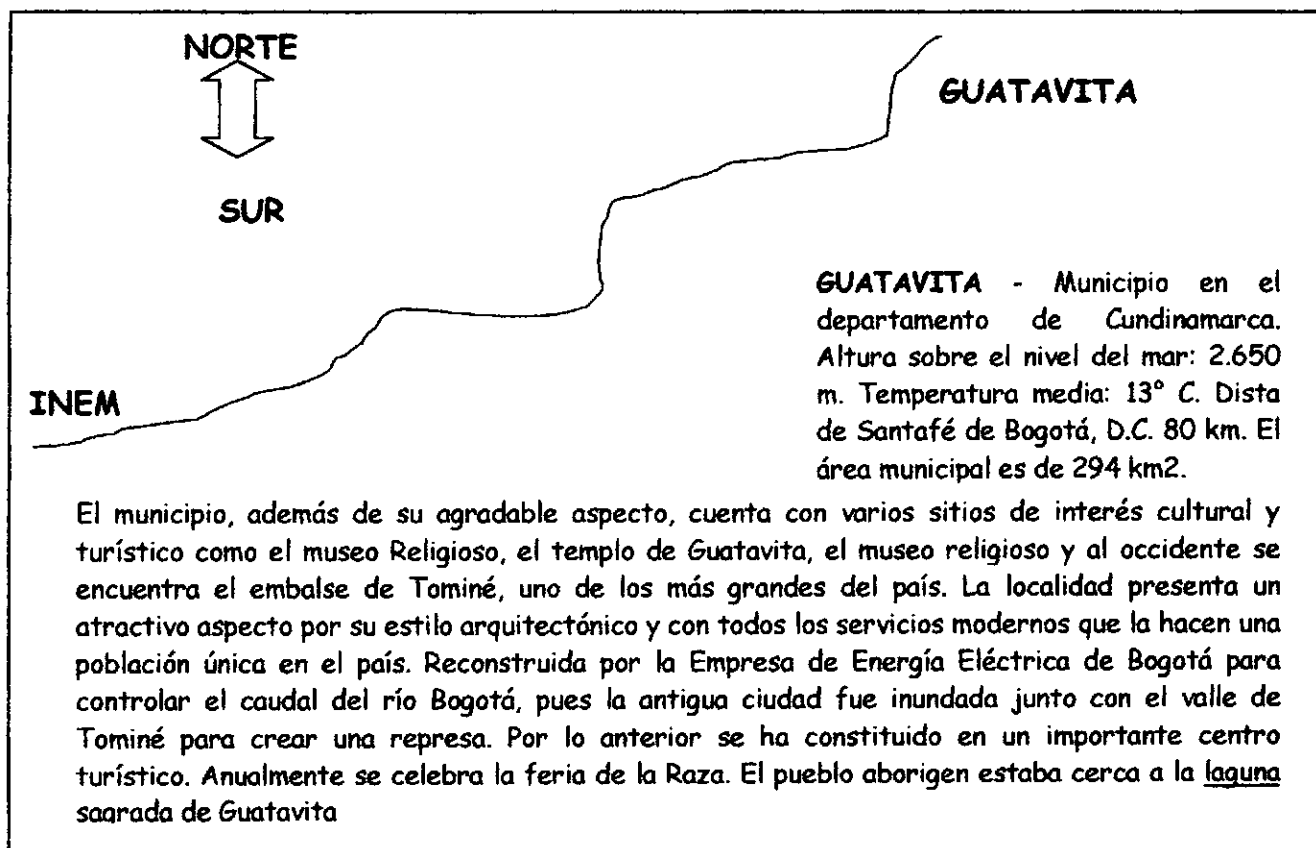 NORTE
GUATAVITA
SUR
GUATAVITA - Municipio en el
departamento de Cundinamarca.
Altura sobre el nivel del mar: 2.650
m. Temperatura media: 13° C. Dista
de Santafé de Bogotá, D.C. 80 km. El
área municipal es de 294 km2.
INEM
El municipio, además de su agradable aspecto, cuenta con varios sitios de interés cultural y
turístico como el museo Religioso, el templo de Guatavita, el museo religioso y al occidente se
encuentra el embalse de Tominé, uno de los más grandes del país. La localidad presenta un
atractivo aspecto por su estilo arquitectónico y con todos los servicios modernos que la hacen una
población única en el país. Reconstruida por la Empresa de Energía Eléctrica de Bogotá para
controlar el caudal del río Bogotá, pues la antigua ciudad fue inundada junto con el valle de
Tominé para crear una represa. Por lo anterior se ha constituido en un importante centro
turístico. Anualmente se celebra la feria de la Raza. El pueblo aborigen estaba cerca a la laguna
sagrada de Guatavita